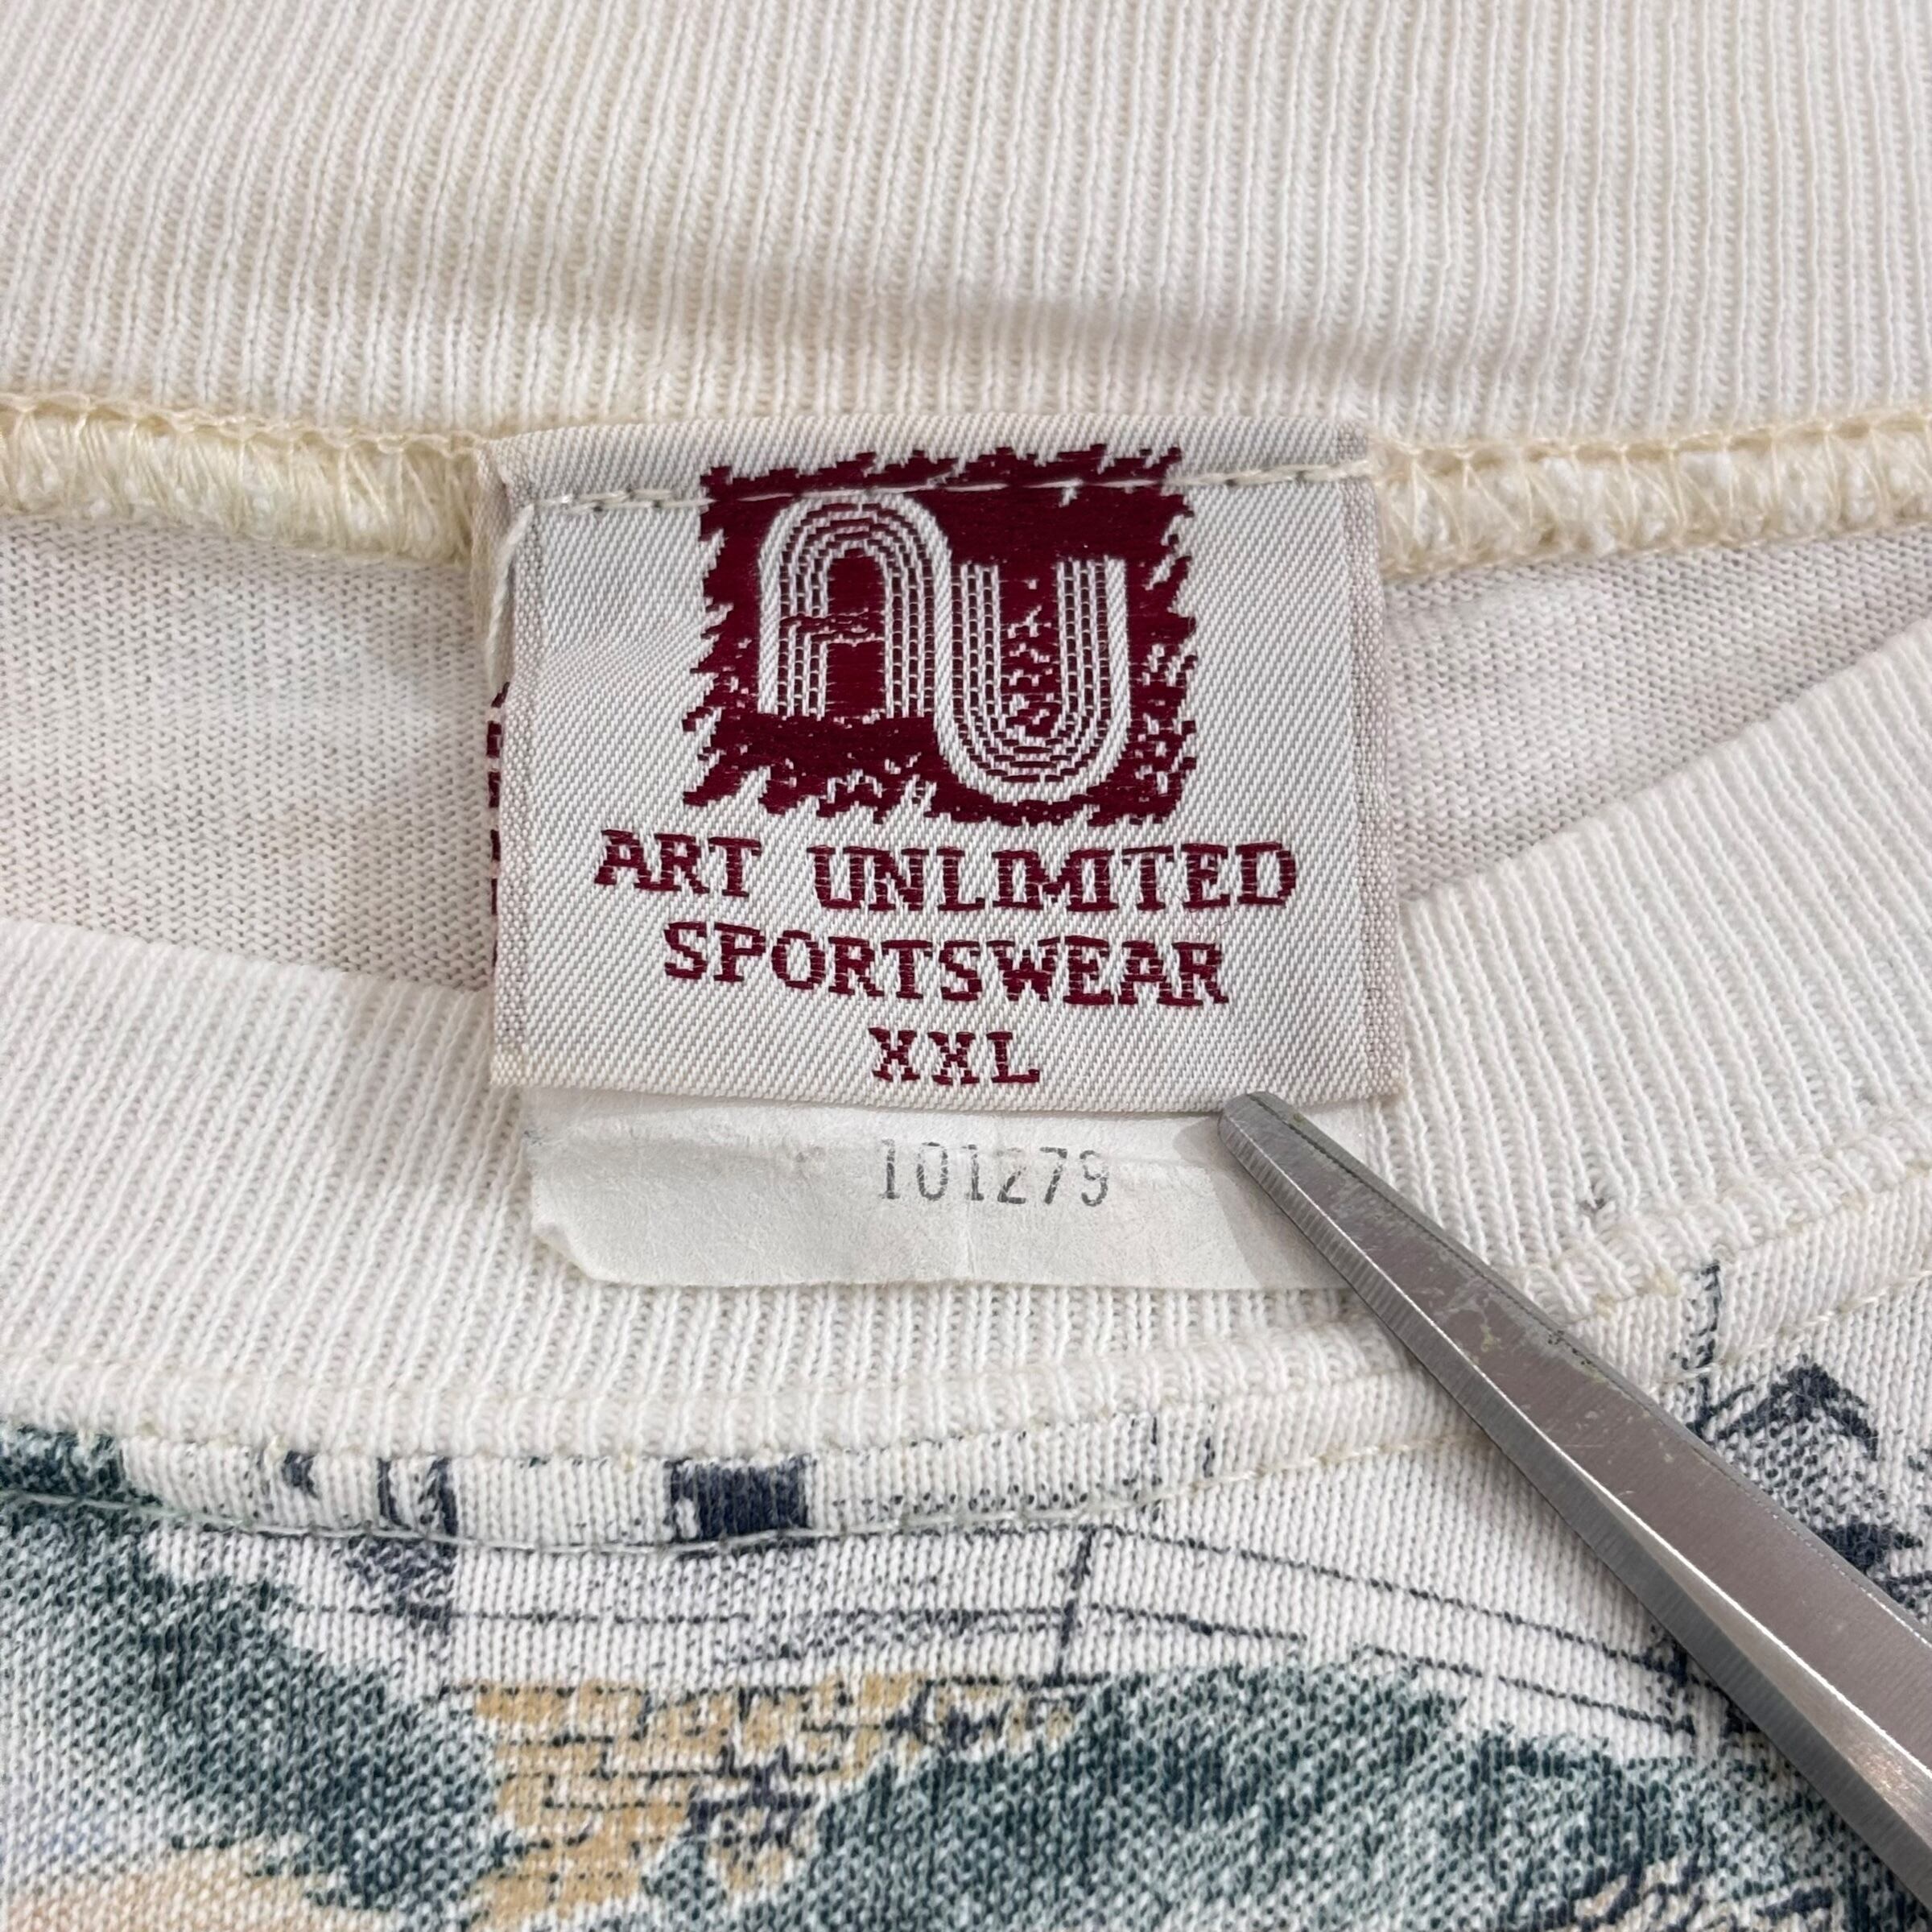 AU
ART UNLIMITED
SPORTSWEAR
XXL
101279